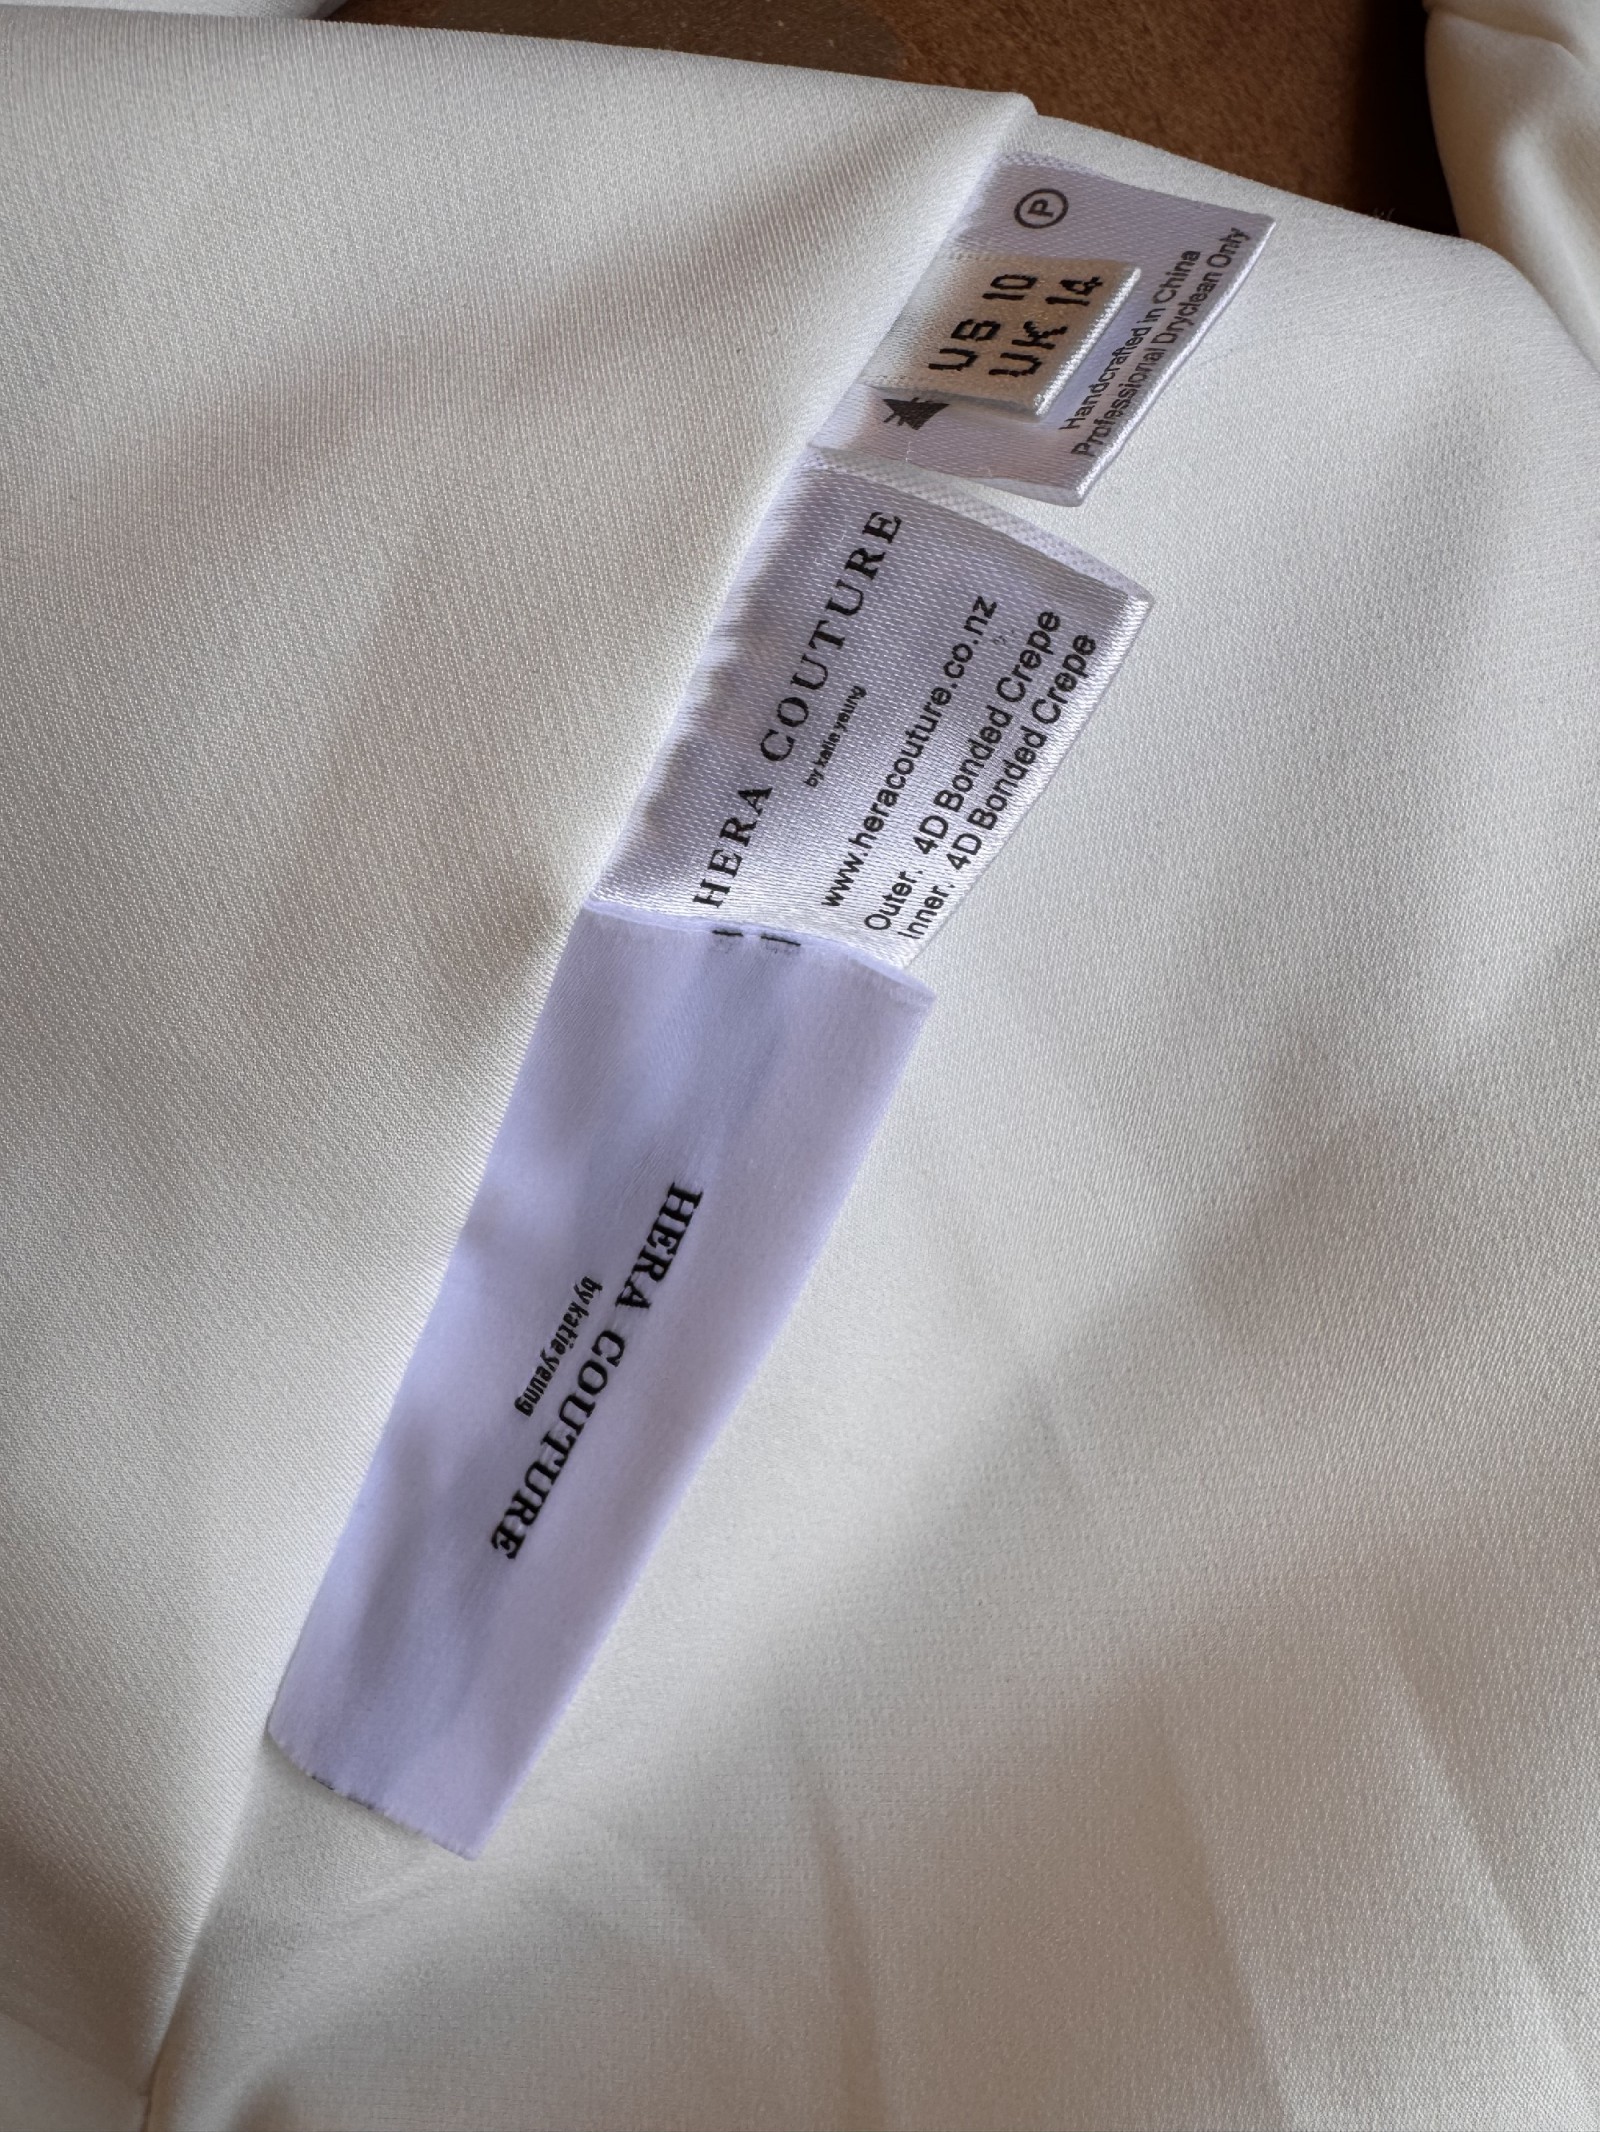 P
US 10
UK 14
Handcrafted in China
Professional Dryclean Only
HERA COUTURE
by katie yeung
www.heracouture.co.nz
Outer. 4D Bonded Crepe
Inner. 4D Bonded Crepe
HERA COUTURE
by katie yeung